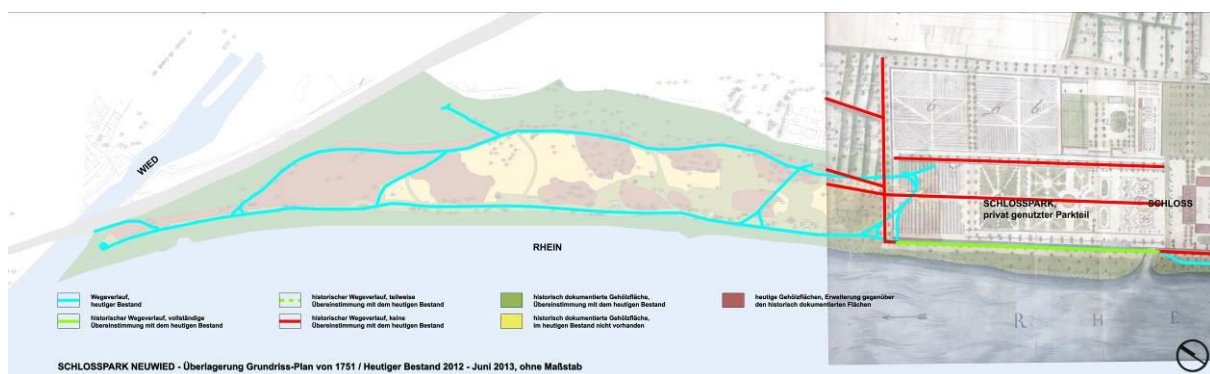 WIED
RHEIN
SCHLOSSPARK,
privat genutzter Parkteil
SCHLOSS
R H E
Wegeverlauf,
heutiger Bestand
historischer Wegeverlauf, vollständige
Übereinstimmung mit dem heutigen Bestand
historischer Wegeverlauf, teilweise
Übereinstimmung mit dem heutigen Bestand
historischer Wegeverlauf, keine
Übereinstimmung mit dem heutigen Bestand
historisch dokumentierte Gehölzfläche,
Übereinstimmung mit dem heutigen Bestand
historisch dokumentierte Gehölzfläche,
im heutigen Bestand nicht vorhanden
heutige Gehölzflächen, Erweiterung gegenüber
den historisch dokumentierten Flächen
SCHLOSSPARK NEUWIED - Überlagerung Grundriss-Plan von 1751 / Heutiger Bestand 2012 - Juni 2013, ohne Maßstab